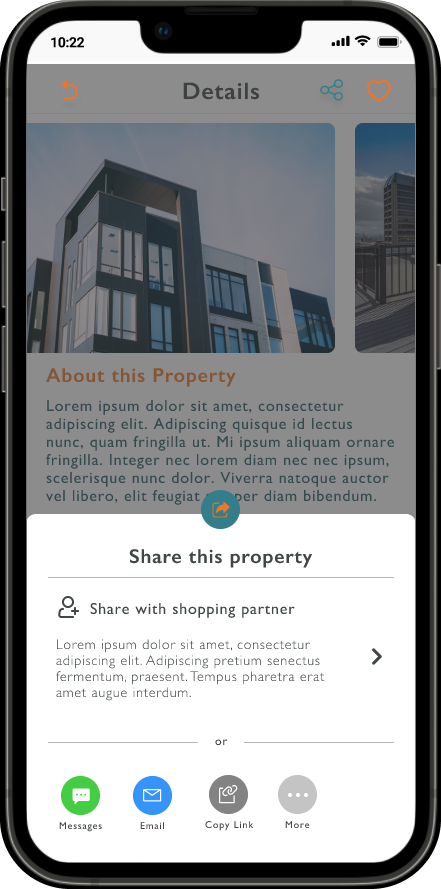 10:22
Details
About this Property
Lorem ipsum dolor sit amet, consectetur
adipiscing elit. Adipiscing quisque id lectus
nunc, quam fringilla ut. Mi ipsum aliquam ornare
fringilla. Integer nec lorem diam nec nec ipsum,
scelerisque nunc dolor. Viverra natoque auctor
vel libero, elit feugiat per diam bibendum.
Share this property
Share with shopping partner
Lorem ipsum dolor sit amet, consectetur
adipiscing elit. Adipiscing pretium senectus
fermentum, praesent. Tempus pharetra erat
amet augue interdum.
or
Messages
Email
Copy Link
More